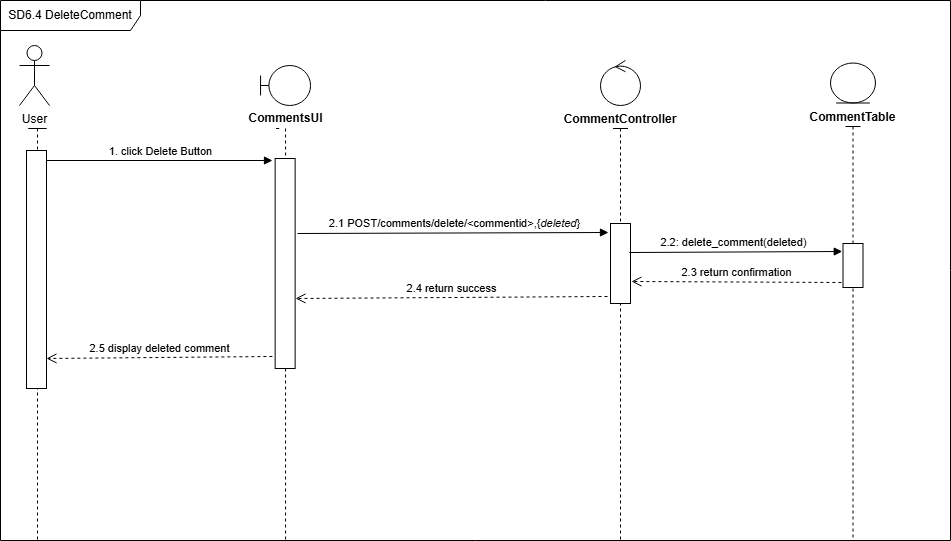 SD6.4 DeleteComment
User
CommentsUI
CommentController
CommentTable
1. click Delete Button
2.1 POST/comments/delete/<commentid>,{deleted}
2.2: delete_comment(deleted)
2.3 return confirmation
2.4 return success
2.5 display deleted comment